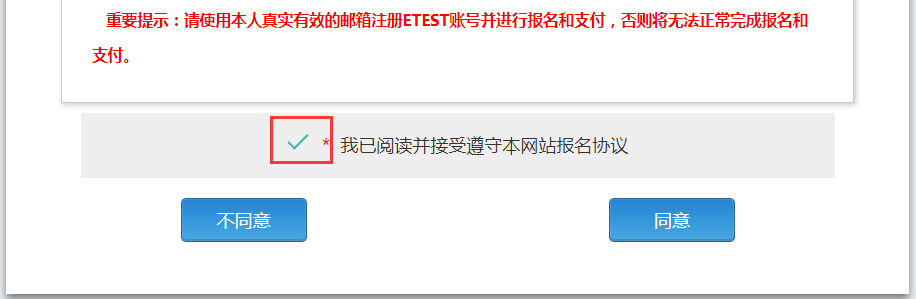 重要提示：请使用本人真实有效的邮箱注册ETEST账号并进行报名和支付，否则将无法正常完成报名和
支付。
* 我已阅读并接受遵守本网站报名协议
不同意 同意